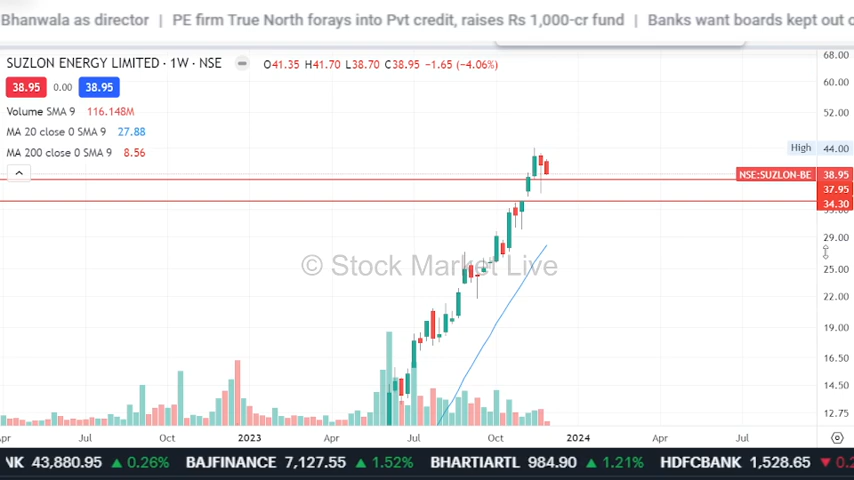 Bhanwala as director | PE firm True North forays into Pvt credit, raises Rs 1,000-cr fund | Banks want boards kept out o
SUZLON ENERGY LIMITED · 1W · NSE O41.35 H41.70 L38.70 C38.95 -1.65 (-4.06%)
38.95 0.00 38.95
Volume SMA 9 116.148M
MA 20 close 0 SMA 9 27.88
MA 200 close 0 SMA 9 8.56
68.00
60.00
52.00
High 44.00
NSE:SUZLON-BE 38.95
37.95
34.30
33.00
29.00
25.00
22.00
19.00
16.50
14.50
12.75
© Stock Market Live
Apr Jul Oct 2023 Apr Jul Oct 2024 Apr Jul
NK 43,880.95 ▲ 0.26% BAJFINANCE 7,127.55 ▲ 1.52% BHARTIARTL 984.90 ▲ 1.21% HDFCBANK 1,528.65 ▼ 0.2